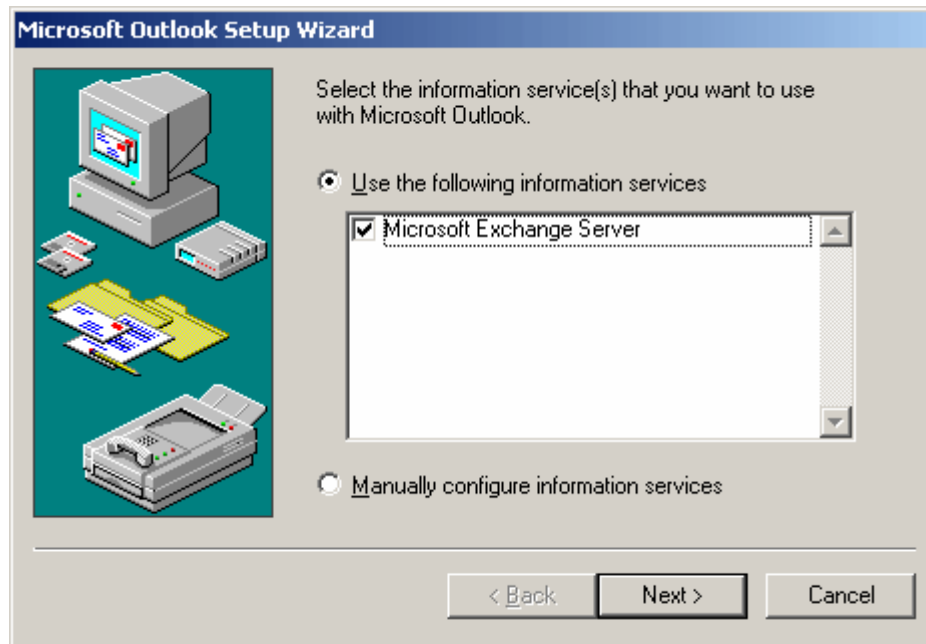 Microsoft Outlook Setup Wizard
Select the information service(s) that you want to use
with Microsoft Outlook.
Use the following information services
Microsoft Exchange Server
Manually configure information services
< Back
Next >
Cancel